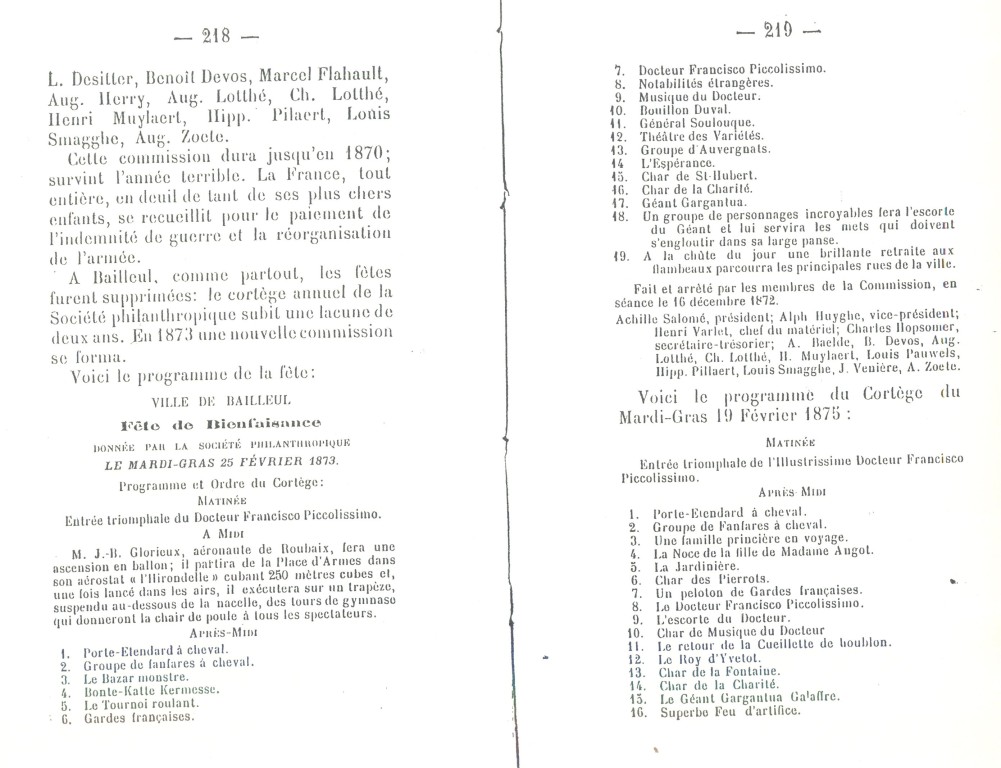 — 218 —
L. Desitter, Benoît Devos, Marcel Flahault,
Aug. Herry, Aug. Lotthé, Ch. Lotthé,
Henri Muylaert, Hipp. Pilaert, Louis
Smagghe, Aug. Zoete.
Cette commission dura jusqu'en 1870;
survint l'année terrible. La France, tout
entière, en deuil de tant de ses plus chers
enfants, se recueillit pour le paiement de
l'indemnité de guerre et la réorganisation
de l'armée.
A Bailleul, comme partout, les fêtes
furent supprimées: le cortège annuel de la
Société philanthropique subit une lacune de
deux ans. En 1873 une nouvelle commission
se forma.
Voici le programme de la fête:
VILLE DE BAILLEUL
Fête de Bienfaisance
DONNÉE PAR LA SOCIÉTÉ PHILANTHROPIQUE
LE MARDI-GRAS 25 FÉVRIER 1873.
Programme et Ordre du Cortège:
MATINÉE
Entrée triomphale du Docteur Francisco Piccolissimo.
A MIDI
M. J.-B. Glorieux, aéronaute de Roubaix, fera une
ascension en ballon; il partira de la Place d'Armes dans
son aérostat « l'Hirondelle » cubant 250 mètres cubes et,
une fois lancé dans les airs, il exécutera sur un trapèze,
suspendu au-dessous de la nacelle, des tours de gymnase
qui donneront la chair de poule à tous les spectateurs.
APRÈS-MIDI
1. Porte-Etendard à cheval.
2. Groupe de fanfares à cheval.
3. Le Bazar monstre.
4. Bonte-Katte Kermesse.
5. Le Tournoi roulant.
6. Gardes françaises.
— 219 —
7. Docteur Francisco Piccolissimo.
8. Notabilités étrangères.
9. Musique du Docteur.
10. Bouillon Duval.
11. Général Soulouque.
12. Théâtre des Variétés.
13. Groupe d'Auvergnats.
14 L'Espérance.
15. Char de St-Hubert.
16. Char de la Charité.
17. Géant Gargantua.
18. Un groupe de personnages incroyables fera l'escorte
du Géant et lui servira les mets qui doivent
s'engloutir dans sa large panse.
19. A la chûte du jour une brillante retraite aux
flambeaux parcourra les principales rues de la ville.
Fait et arrêté par les membres de la Commission, en
séance le 16 décembre 1872.
Achille Salomé, président; Alph Huyghe, vice-président;
Henri Varlet, chef du matériel; Charles Hopsomer,
secrétaire-trésorier; A. Baelde, B. Devos, Aug.
Lotthé, Ch. Lotthé, H. Muylaert, Louis Pauwels,
Hipp. Pillaert, Louis Smagghe, J. Venière, A. Zoete.
Voici le programme du Cortège du
Mardi-Gras 19 Février 1875 :
MATINÉE
Entrée triomphale de l'Illustrissime Docteur Francisco
Piccolissimo.
APRÈS-MIDI
1. Porte-Etendard à cheval.
2. Groupe de Fanfares à cheval.
3. Une famille princière en voyage.
4. La Noce de la fille de Madame Angot.
5. La Jardinière.
6. Char des Pierrots.
7. Un peloton de Gardes françaises.
8. Le Docteur Francisco Piccolissimo.
9. L'escorte du Docteur.
10. Char de Musique du Docteur
11. Le retour de la Cueillette de houblon.
12. Le Roy d'Yvetot.
13. Char de la Fontaine.
14. Char de la Charité.
15. Le Géant Gargantua Galaffre.
16. Superbe Feu d'artifice.